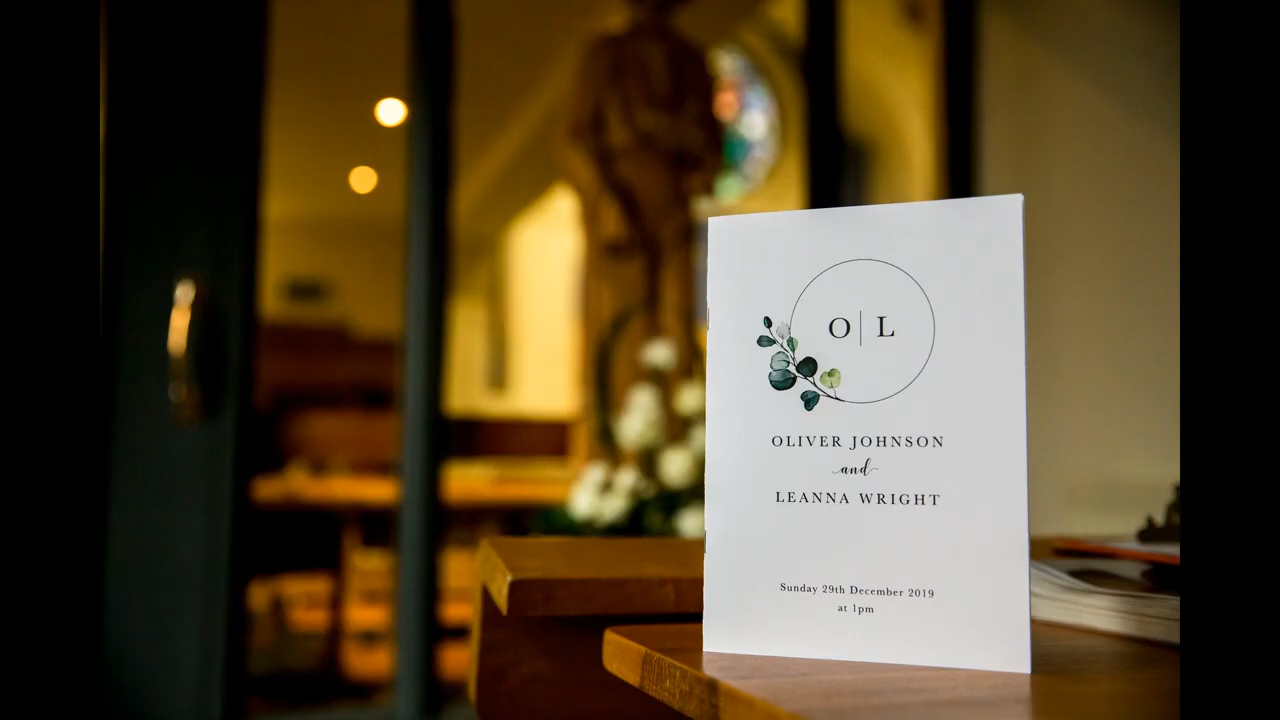 O | L
OLIVER JOHNSON
and
LEANNA WRIGHT
Sunday 29th December 2019
at 1pm